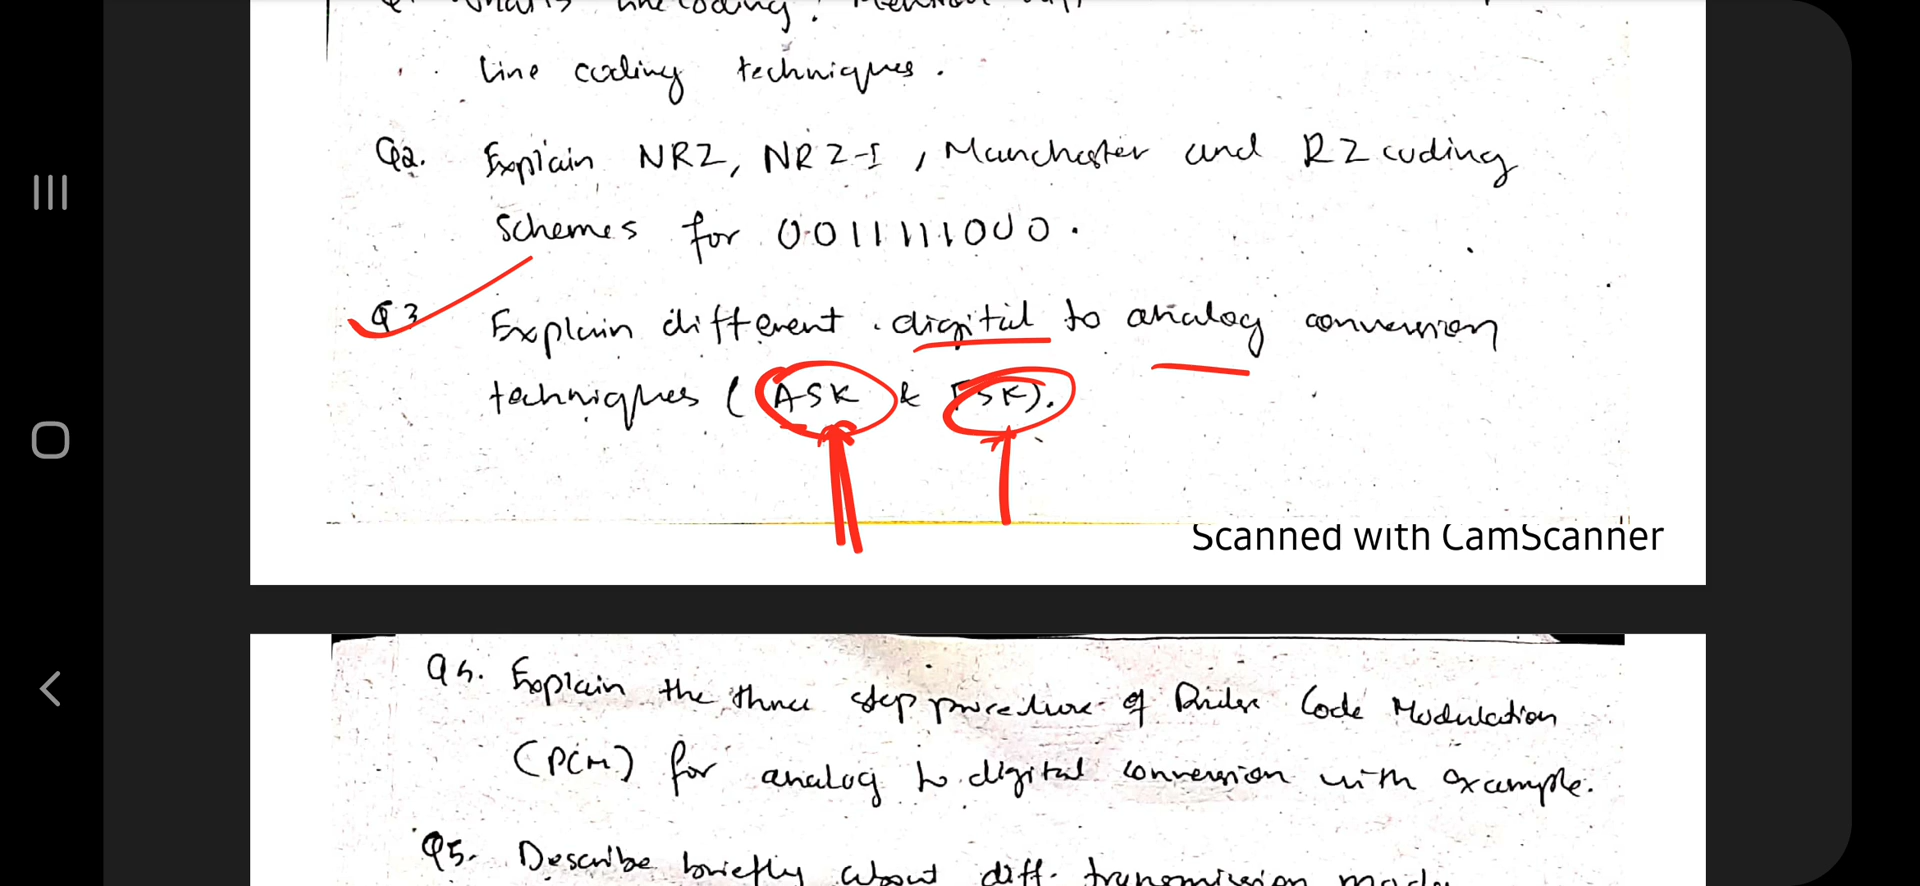 line coding techniques.
Q2. Explain NRZ, NRZ-I, Manchester and RZ coding
Schemes for 0011111000.
Q3 Explain different digital to analog conversion
techniques (ASK & FSK).
Scanned with CamScanner
Q4. Explain the three step procedure of Pulse Code Modulation
(PCM) for analog to digital conversion with example.
Q5. Describe briefly about diff. transmission